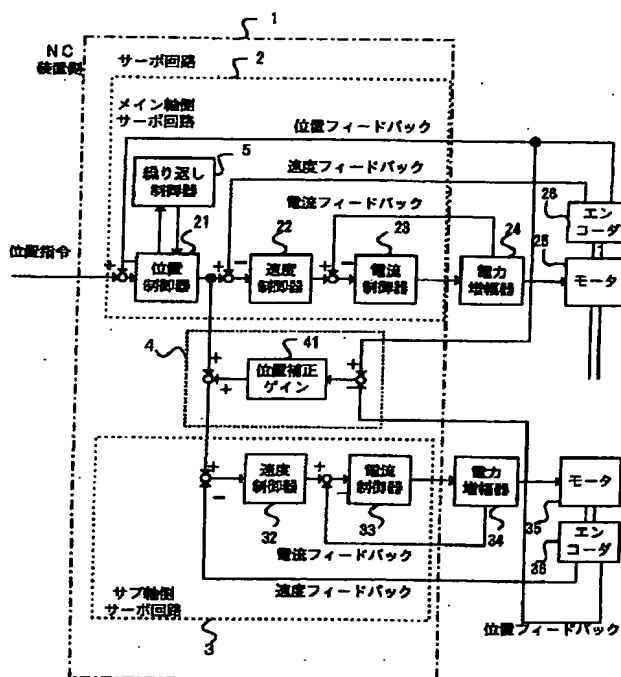 1
NC
装置側
サーボ回路
2
メイン軸側
サーボ回路
位置フィードバック
5
繰り返し
制御器
速度フィードバック
26
エン
コーダ
電流フィードバック
21
22
23
24
25
位置指令
+
-
位置
制御器
+
-
速度
制御器
+
-
電流
制御器
電力
増幅器
モータ
4
41
+
+
位置補正
ゲイン
+
-
+
-
速度
制御器
+
-
電流
制御器
電力
増幅器
モータ
32
33
34
35
エン
コーダ
36
電流フィードバック
サブ軸側
サーボ回路
速度フィードバック
3
位置フィードバック